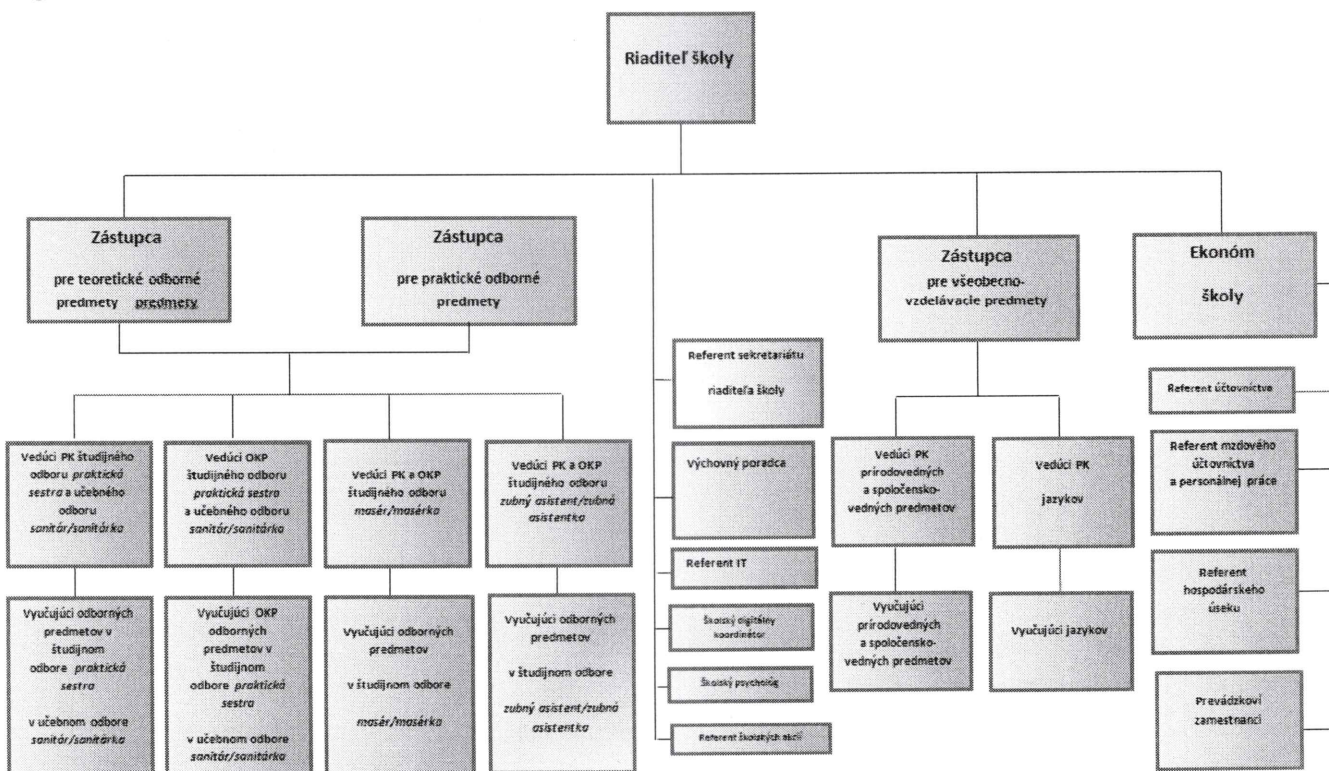 Riaditeľ školy
Zástupca
pre teoretické odborné
predmety predmety
Zástupca
pre praktické odborné
predmety
Zástupca
pre všeobecno-
vzdelávacie predmety
Ekonóm
školy
Referent sekretariátu
riaditeľa školy
Výchovný poradca
Referent IT
Školský digitálny
koordinátor
Školský psychológ
Referent školských akcií
Referent účtovníctva
Referent mzdového
účtovníctva
a personálnej práce
Referent
hospodárskeho
úseku
Prevádzkoví
zamestnanci
Vedúci PK študijného
odboru praktická
sestra a učebného
odboru
sanitár/sanitárka
Vedúci OKP
študijného odboru
praktická sestra
a učebného odboru
sanitár/sanitárka
Vedúci PK a OKP
študijného odboru
masér/masérka
Vedúci PK a OKP
študijného odboru
zubný asistent/zubná
asistentka
Vedúci PK
prírodovedných
a spoločensko-
vedných predmetov
Vedúci PK
jazykov
Vyučujúci odborných
predmetov v
študijnom
odbore praktická
sestra
v učebnom odbore
sanitár/sanitárka
Vyučujúci OKP
odborných
predmetov v
študijnom
odbore praktická
sestra
v učebnom odbore
sanitár/sanitárka
Vyučujúci odborných
predmetov
v študijnom odbore
masér/masérka
Vyučujúci odborných
predmetov
v študijnom odbore
zubný asistent/zubná
asistentka
Vyučujúci
prírodovedných
a spoločensko-
vedných predmetov
Vyučujúci jazykov